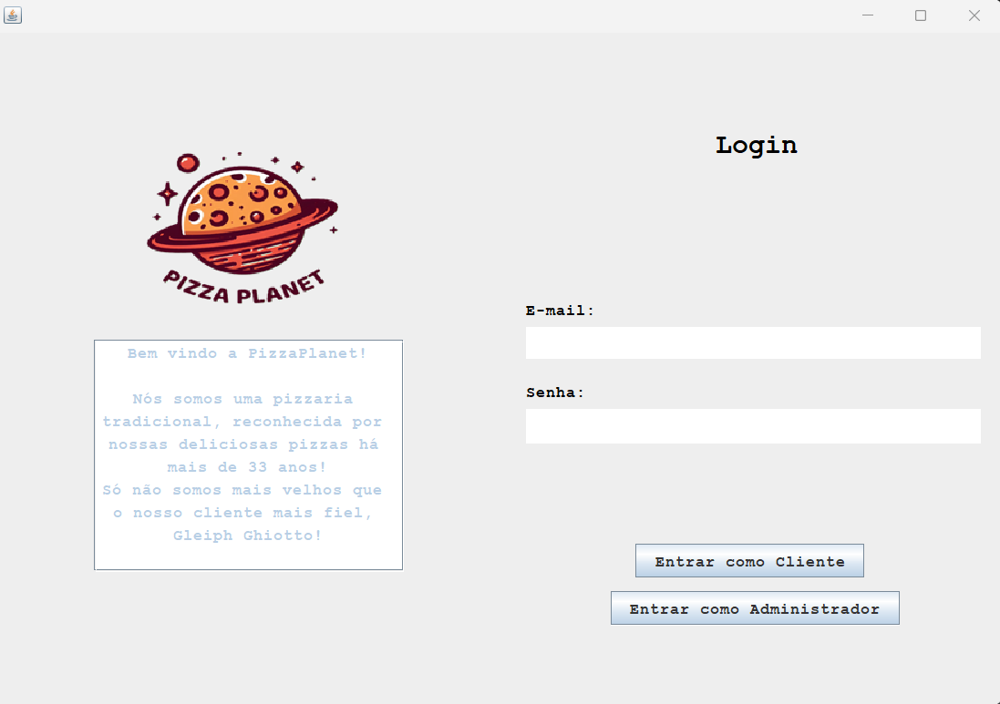 PIZZA PLANET
Bem vindo a PizzaPlanet!
Nós somos uma pizzaria
tradicional, reconhecida por
nossas deliciosas pizzas há
mais de 33 anos!
Só não somos mais velhos que
o nosso cliente mais fiel,
Gleiph Ghiotto!
Login
E-mail:
Senha:
Entrar como Cliente
Entrar como Administrador